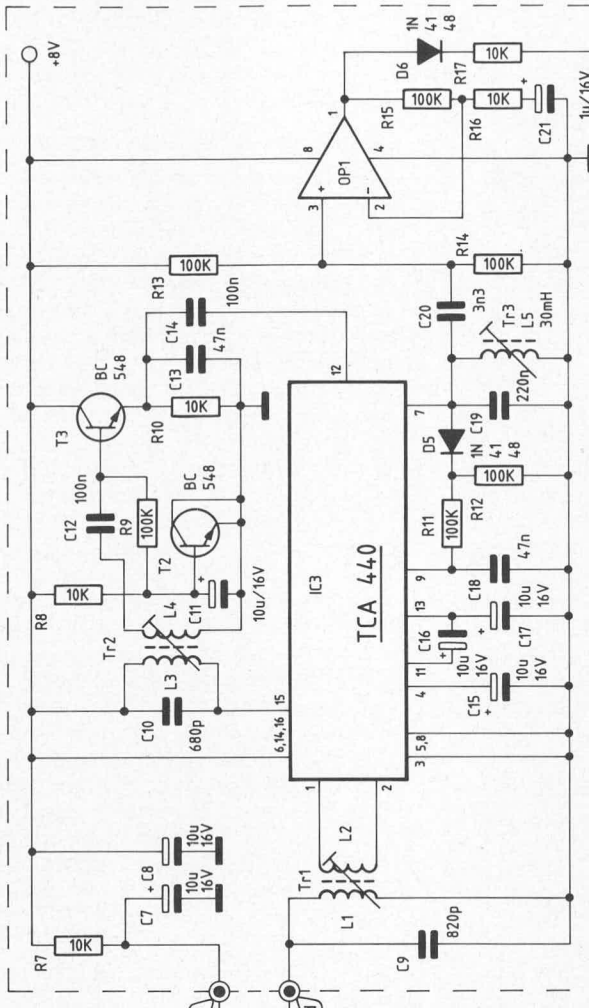 +8V
1N
41
48
D6
R17
10K
1
R15
100K
R16
10K
+
C21
1u/16V
8
4
OP1
+
-
3
2
R13
100K
R14
100K
100n
C14
47n
C13
BC
548
T3
R10
10K
12
C20
3n3
Tr3
L5
30mH
7
220n
C19
D5
1N
41
48
R12
100K
R11
100K
100n
C12
R9
100K
BC
548
T2
R8
10K
C11
+
10u/16V
Tr2
L4
L3
C10
680p
15
6,14,16
IC3
TCA 440
9
47n
C18
13
C16
+
10u
16V
10u
16V
+
C17
11
4
10u
16V
C15
+
5,8
3
1
2
L2
Tr1
L1
C9
820p
C8
10u
16V
+
C7
10u
16V
R7
10K